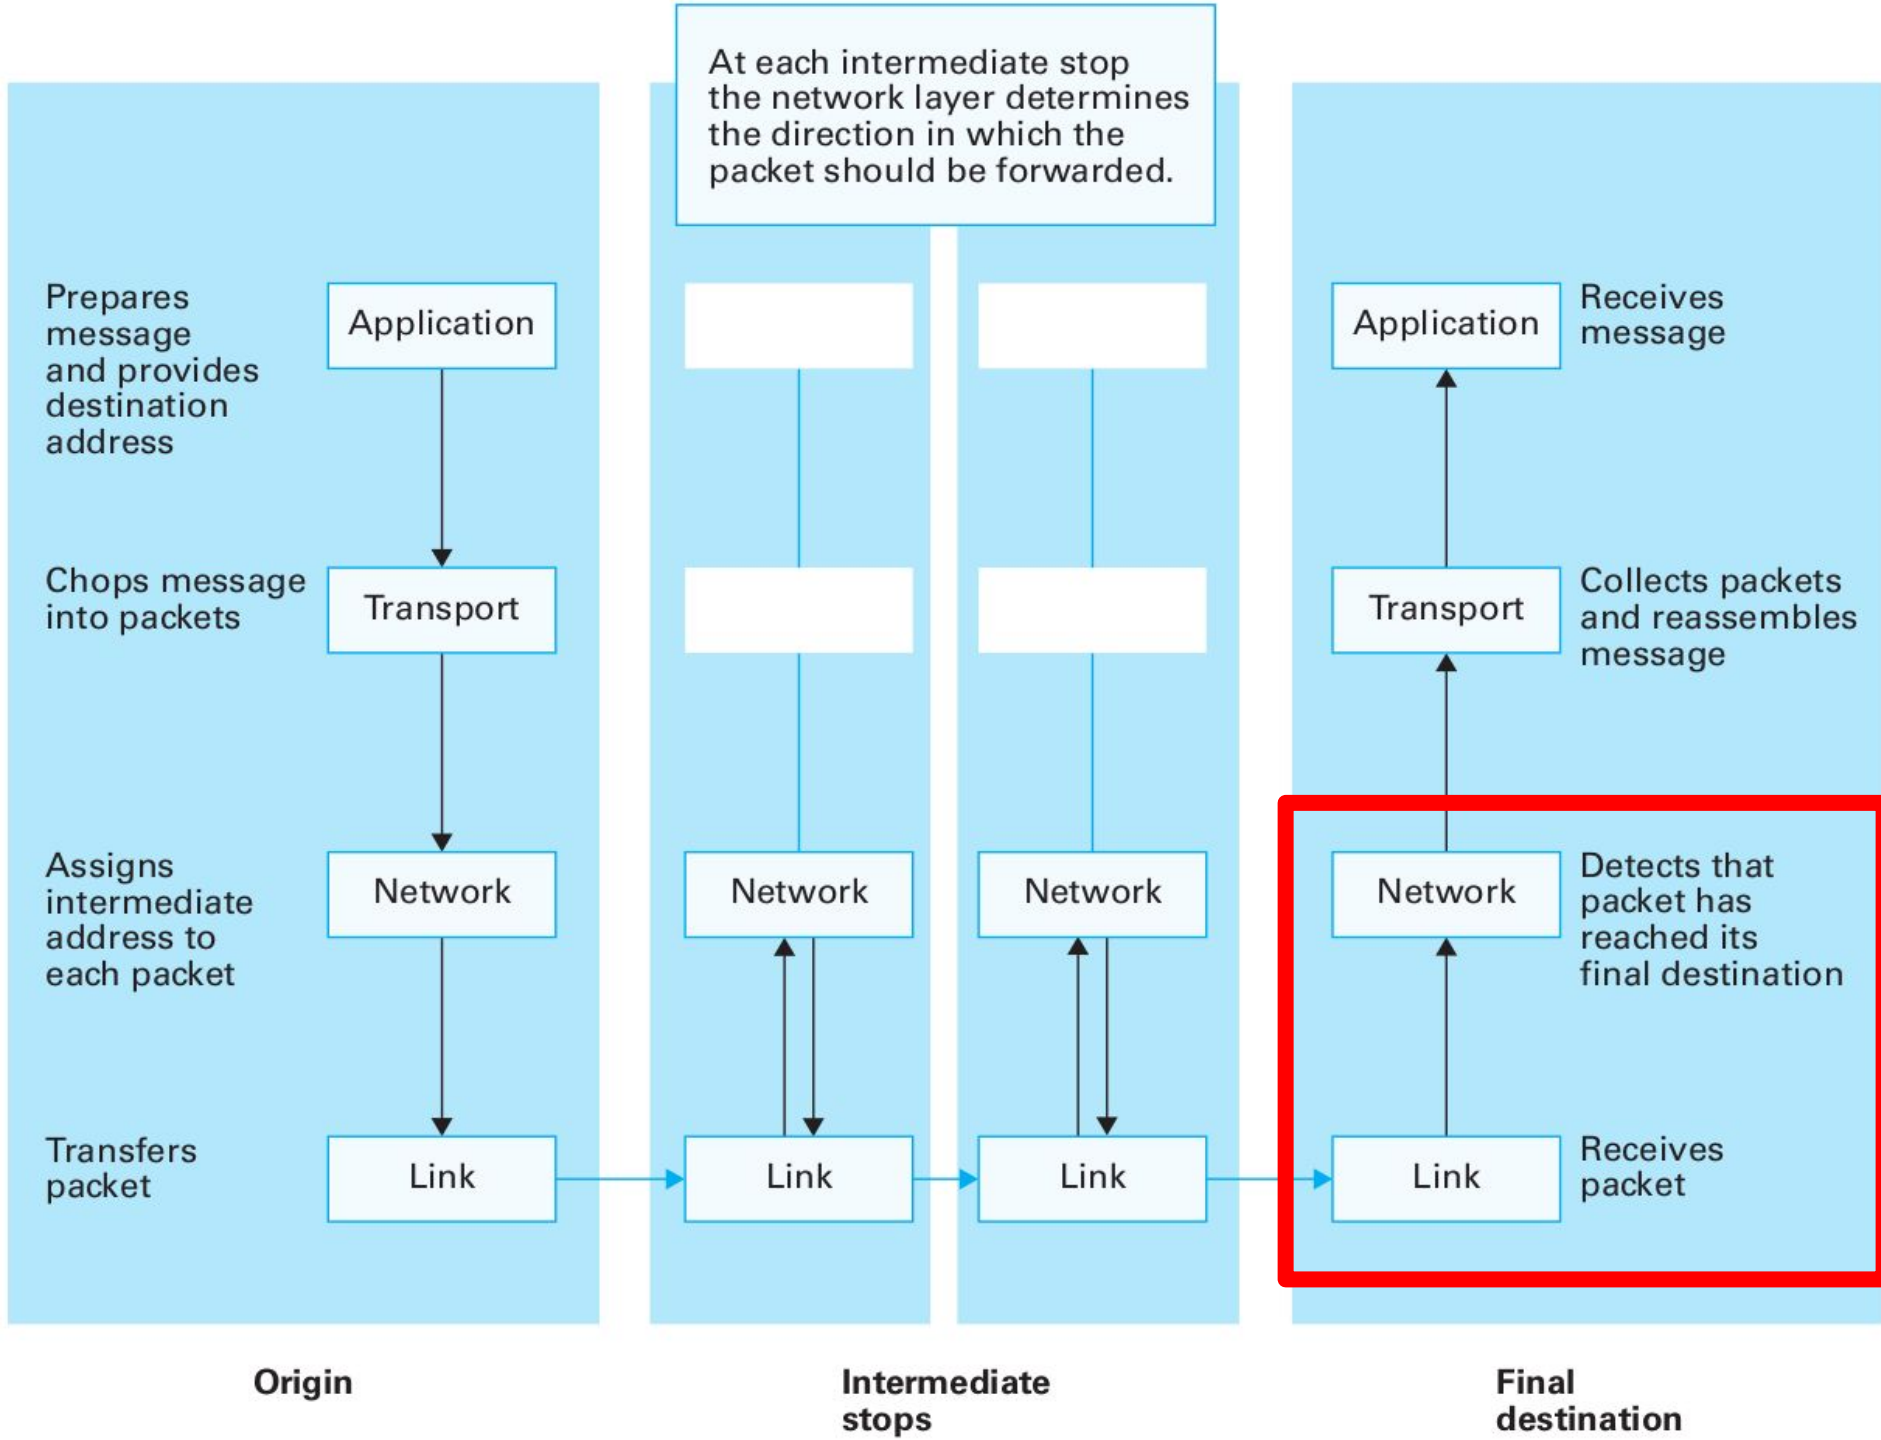 At each intermediate stop
the network layer determines
the direction in which the
packet should be forwarded.
Prepares
message
and provides
destination
address
Application
Application
Receives
message
Chops message
into packets
Transport
Transport
Collects packets
and reassembles
message
Assigns
intermediate
address to
each packet
Network
Network
Network
Network
Detects that
packet has
reached its
final destination
Transfers
packet
Link
Link
Link
Link
Receives
packet
Origin
Intermediate
stops
Final
destination